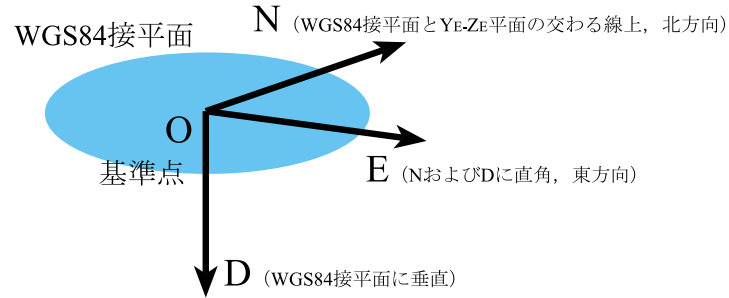 N（WGS84接平面とYE-ZE平面の交わる線上，北方向）
WGS84接平面
O
基準点
E（NおよびDに直角，東方向）
D（WGS84接平面に垂直）